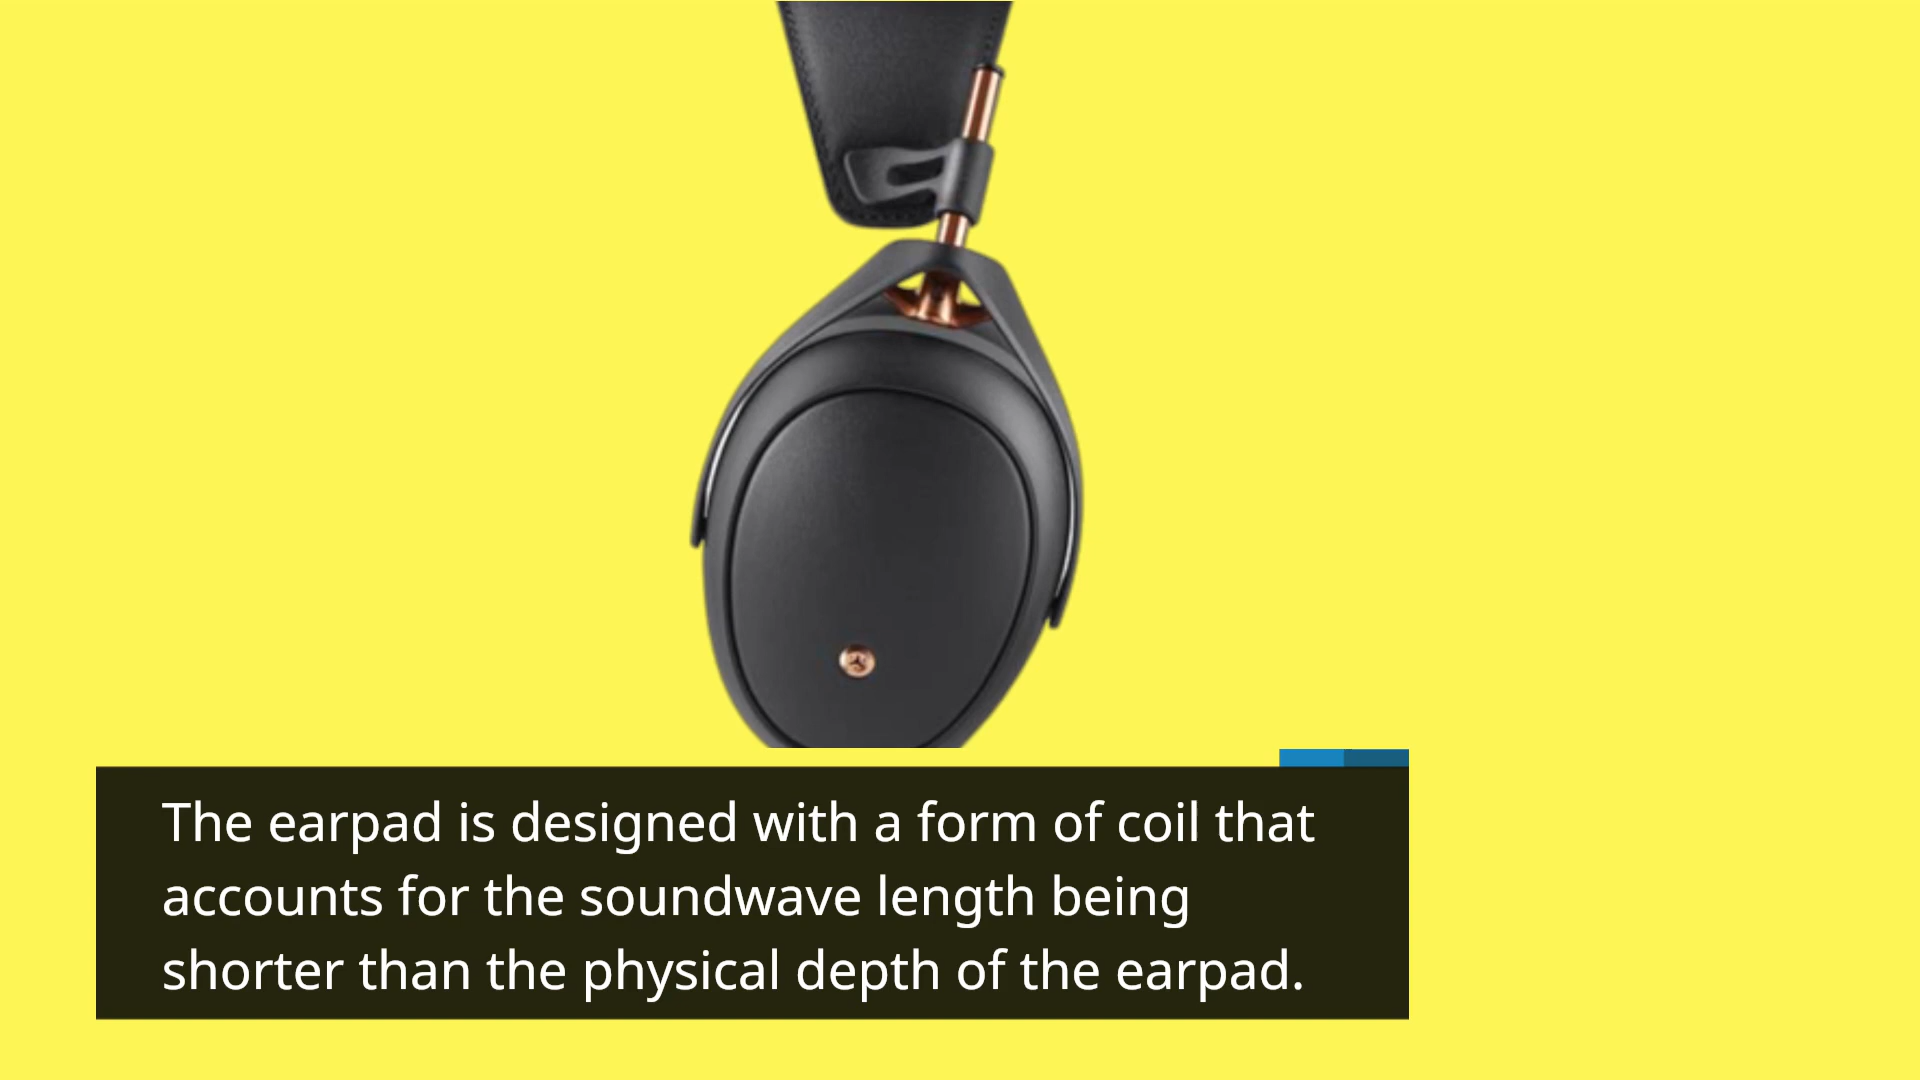 The earpad is designed with a form of coil that
accounts for the soundwave length being
shorter than the physical depth of the earpad.